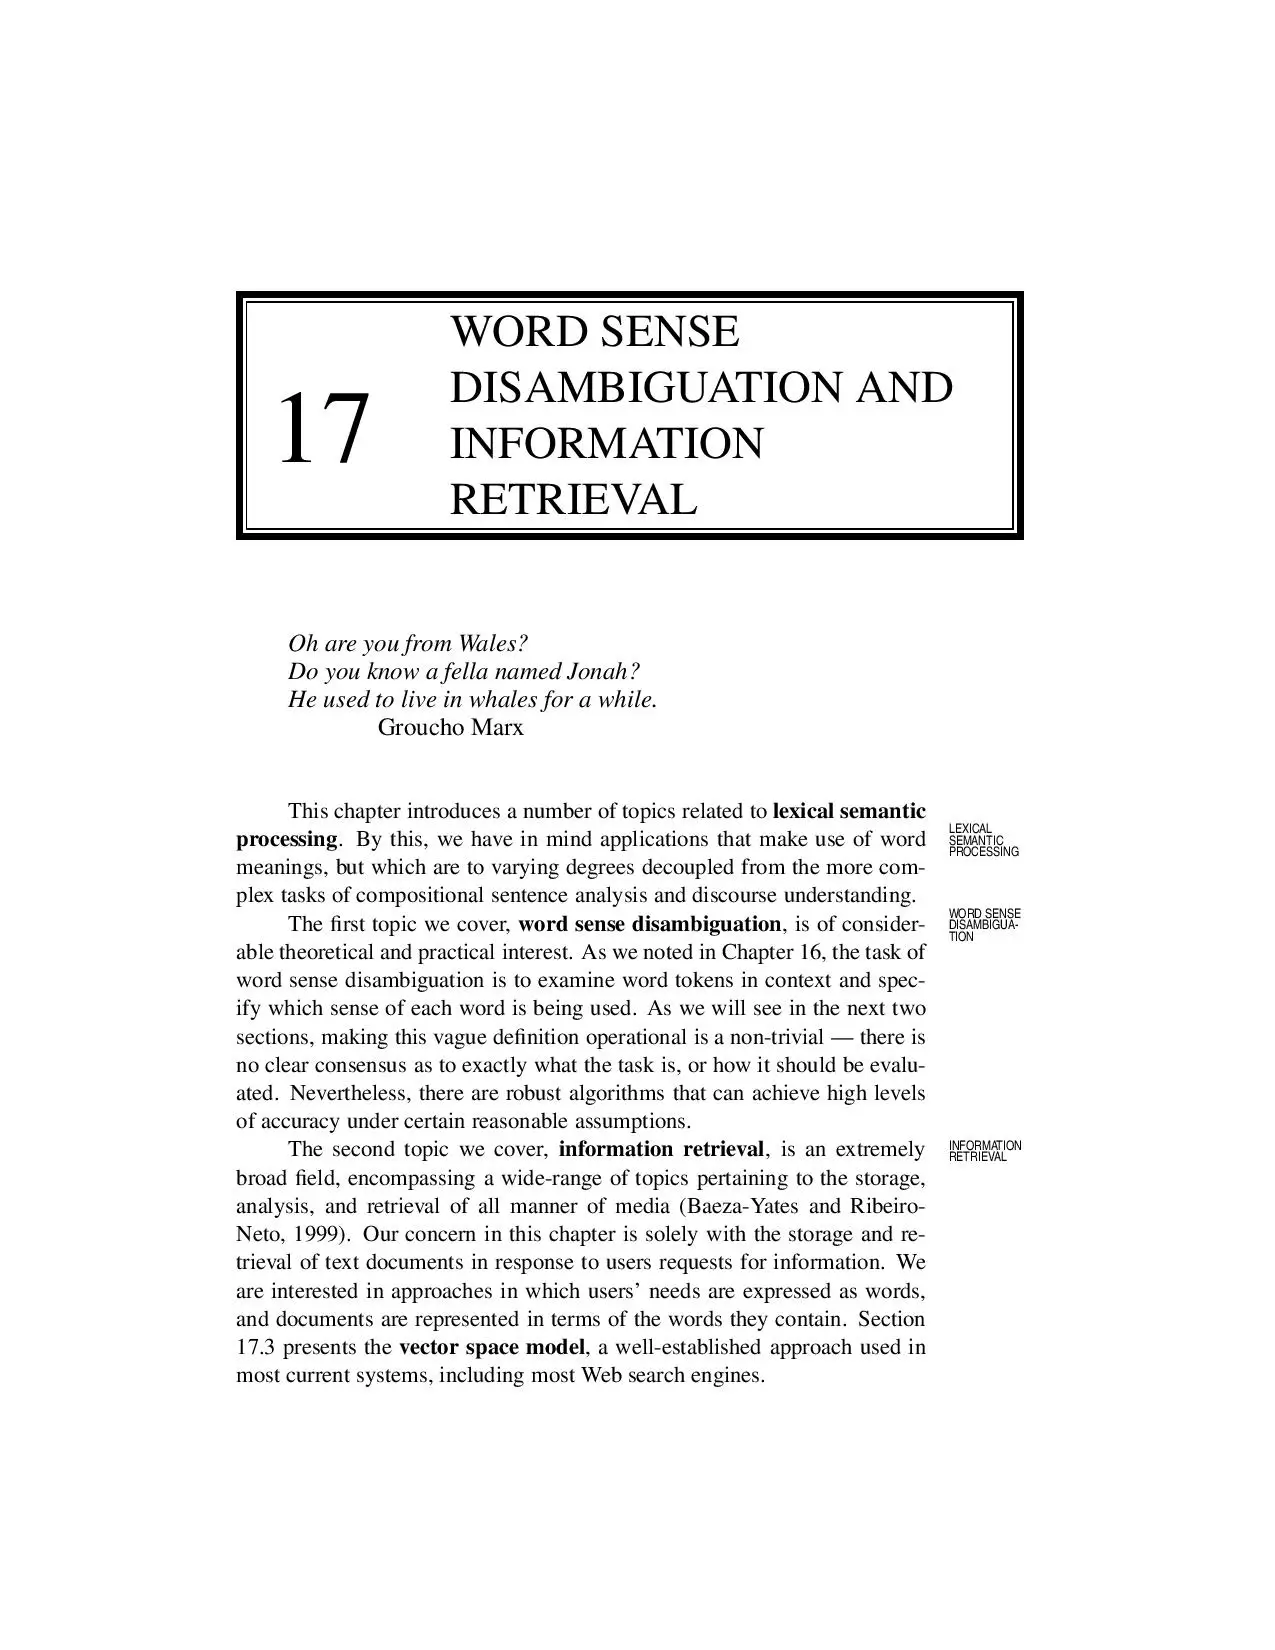 17
WORD SENSE
DISAMBIGUATION AND
INFORMATION
RETRIEVAL
Oh are you from Wales?
Do you know a fella named Jonah?
He used to live in whales for a while.
Groucho Marx
This chapter introduces a number of topics related to lexical semantic
processing. By this, we have in mind applications that make use of word
meanings, but which are to varying degrees decoupled from the more com-
plex tasks of compositional sentence analysis and discourse understanding.
LEXICAL
SEMANTIC
PROCESSING
The first topic we cover, word sense disambiguation, is of consider-
able theoretical and practical interest. As we noted in Chapter 16, the task of
word sense disambiguation is to examine word tokens in context and spec-
ify which sense of each word is being used. As we will see in the next two
sections, making this vague definition operational is a non-trivial — there is
no clear consensus as to exactly what the task is, or how it should be evalu-
ated. Nevertheless, there are robust algorithms that can achieve high levels
of accuracy under certain reasonable assumptions.
WORD SENSE
DISAMBIGUA-
TION
The second topic we cover, information retrieval, is an extremely
broad field, encompassing a wide-range of topics pertaining to the storage,
analysis, and retrieval of all manner of media (Baeza-Yates and Ribeiro-
Neto, 1999). Our concern in this chapter is solely with the storage and re-
trieval of text documents in response to users requests for information. We
are interested in approaches in which users' needs are expressed as words,
and documents are represented in terms of the words they contain. Section
17.3 presents the vector space model, a well-established approach used in
most current systems, including most Web search engines.
INFORMATION
RETRIEVAL